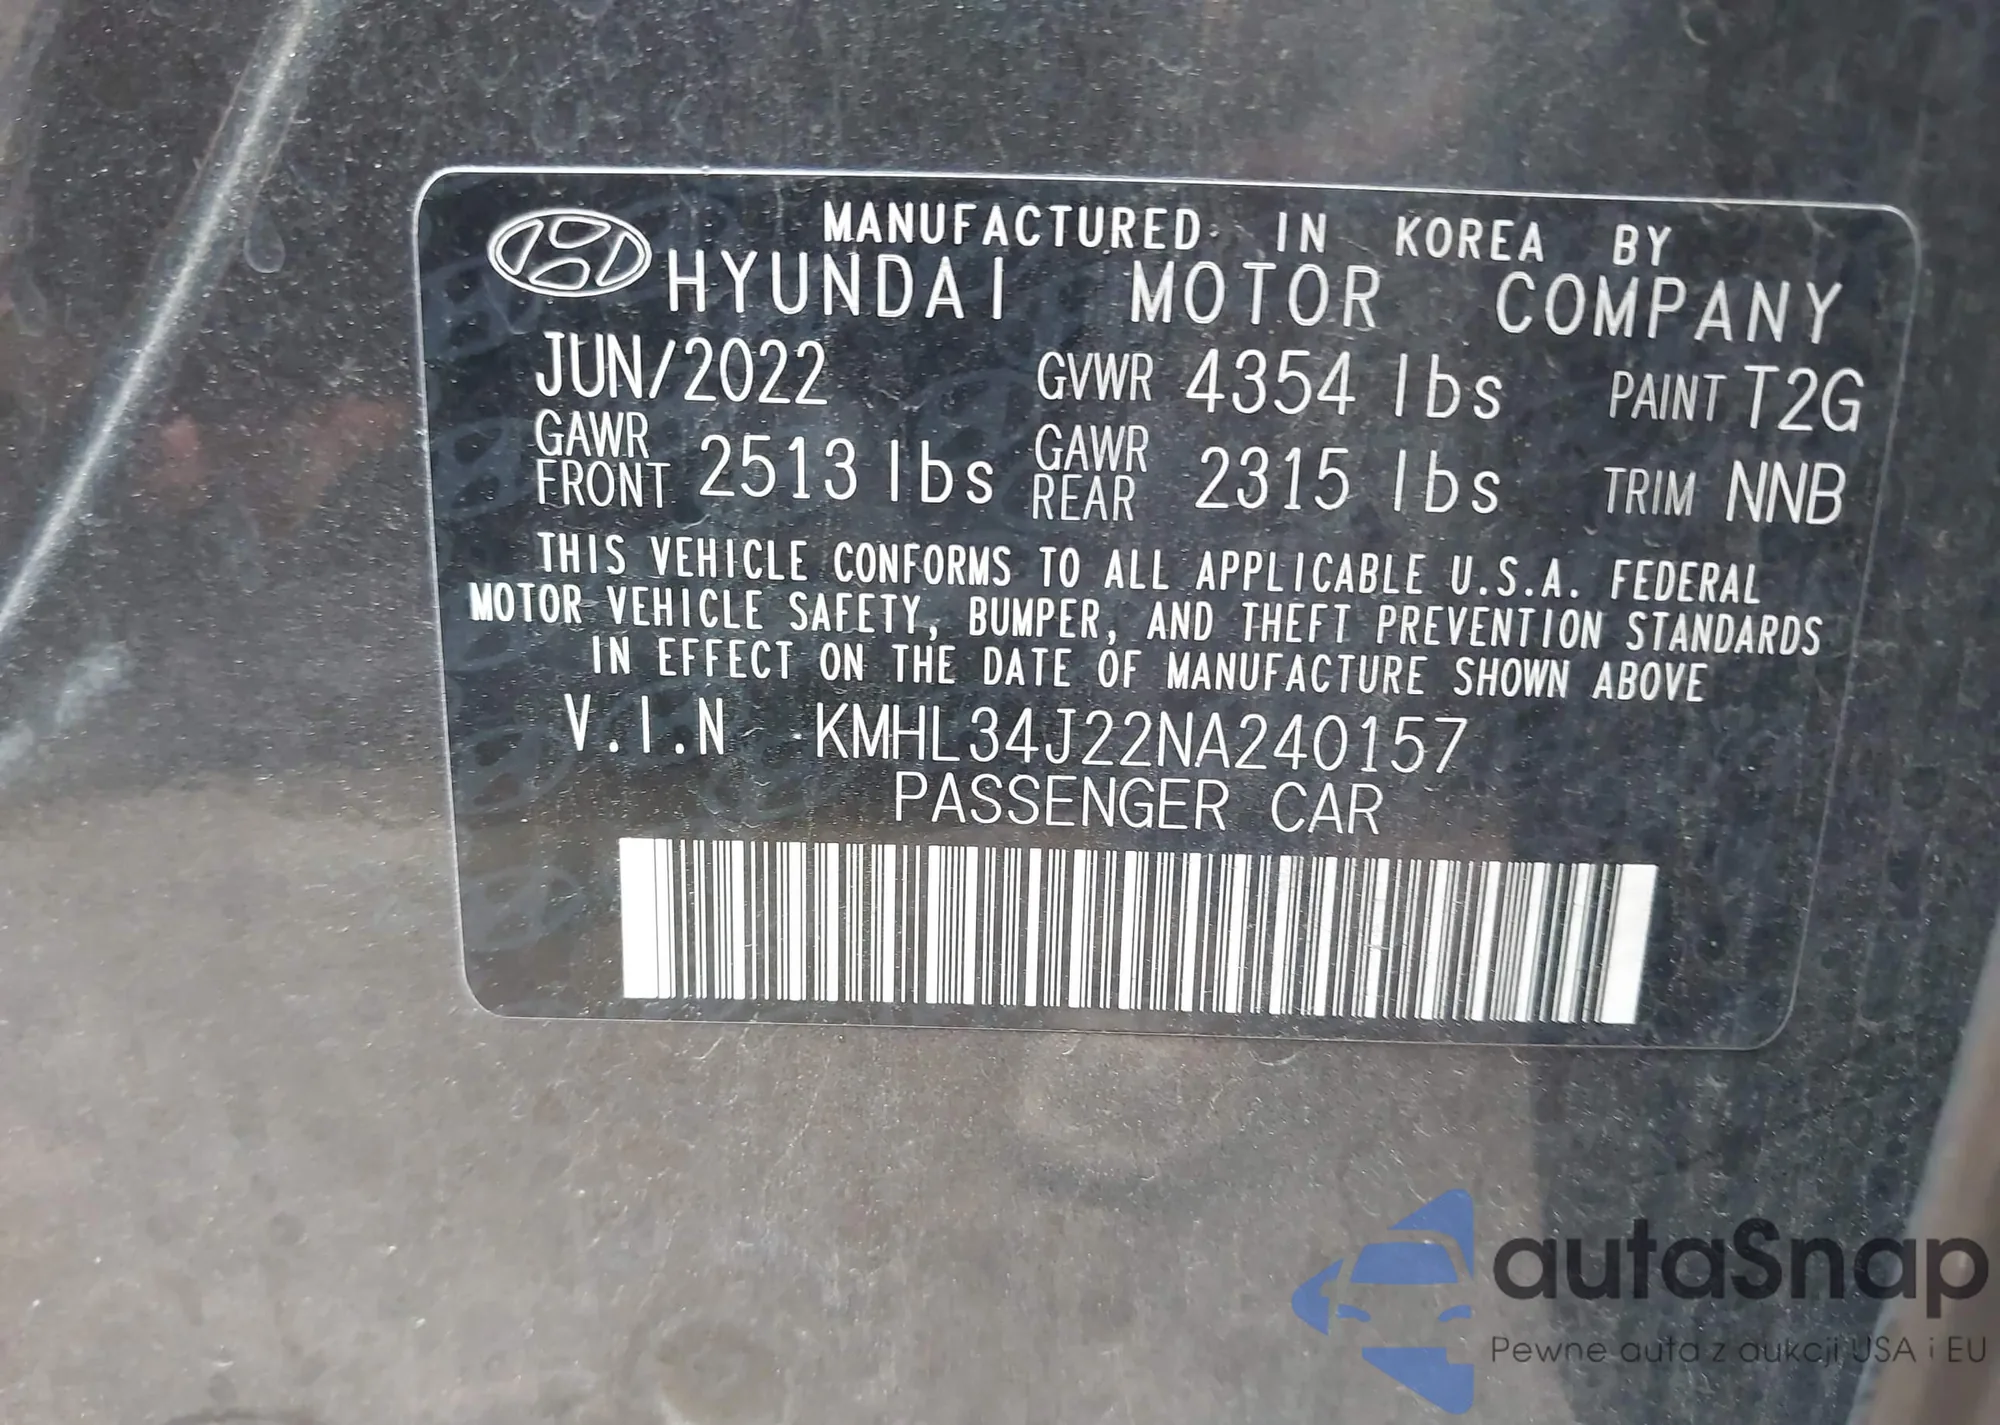 MANUFACTURED IN KOREA BY
HYUNDAI MOTOR COMPANY
JUN/2022 GVWR 4354 lbs PAINT T2G
GAWR FRONT 2513 lbs GAWR REAR 2315 lbs TRIM NNB
THIS VEHICLE CONFORMS TO ALL APPLICABLE U.S.A. FEDERAL
MOTOR VEHICLE SAFETY, BUMPER, AND THEFT PREVENTION STANDARDS
IN EFFECT ON THE DATE OF MANUFACTURE SHOWN ABOVE
V.I.N KMHL34J22NA240157
PASSENGER CAR
autaSnap
Pewne auta z aukcji USA i EU